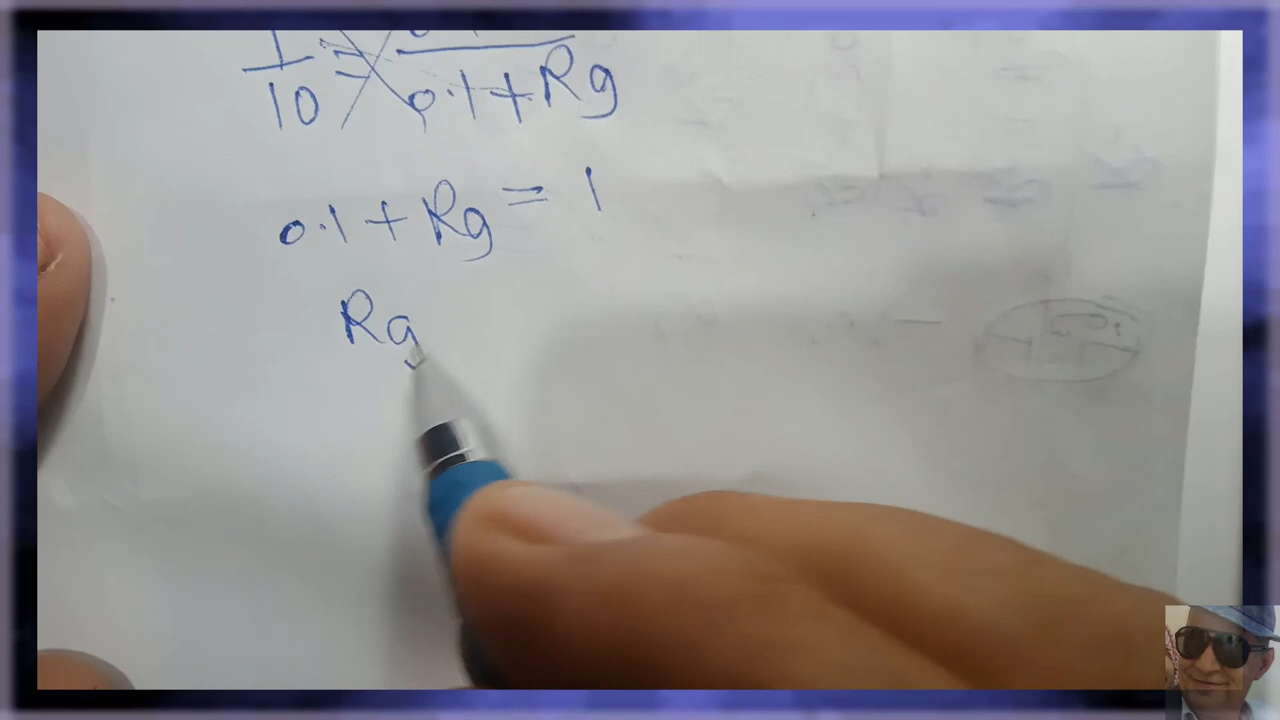 1/10 = /0.1 + Rg
0.1 + Rg = 1
Rg